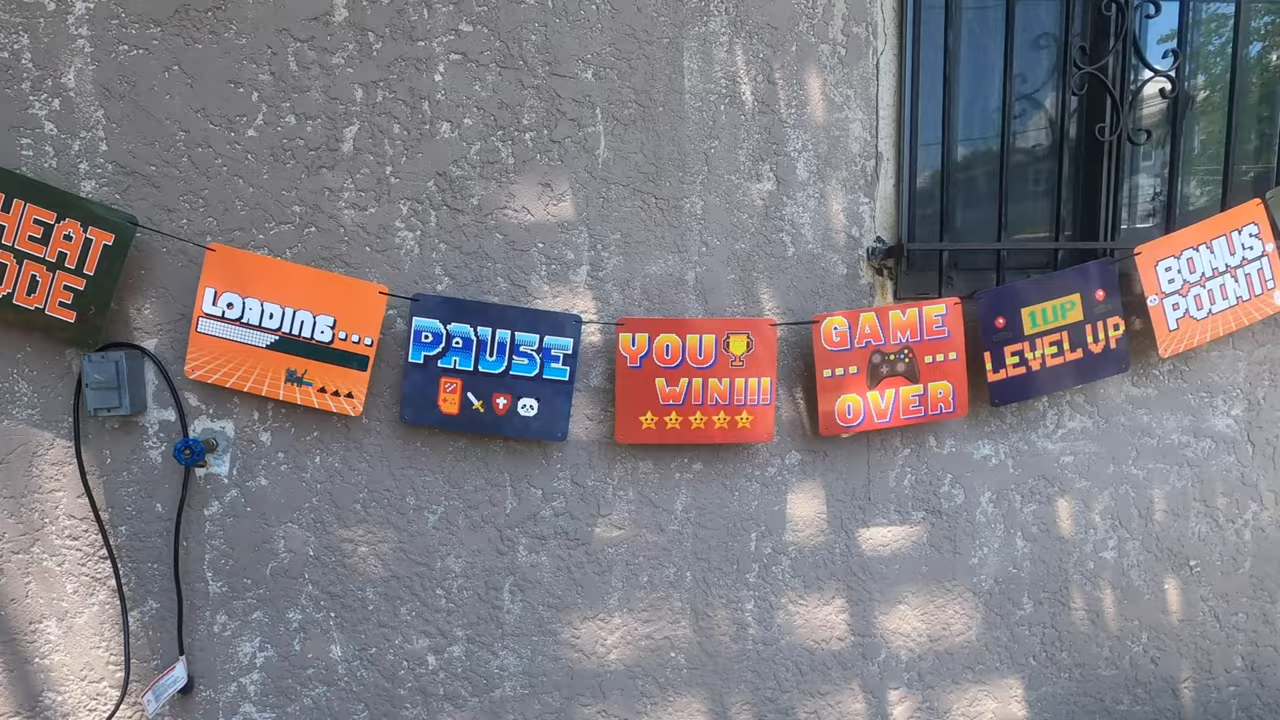 HEAT
ODE
LOADING...
PAUSE
YOU
WIN!!!
GAME
...
...
OVER
1UP
LEVEL UP
BONUS
POINT!